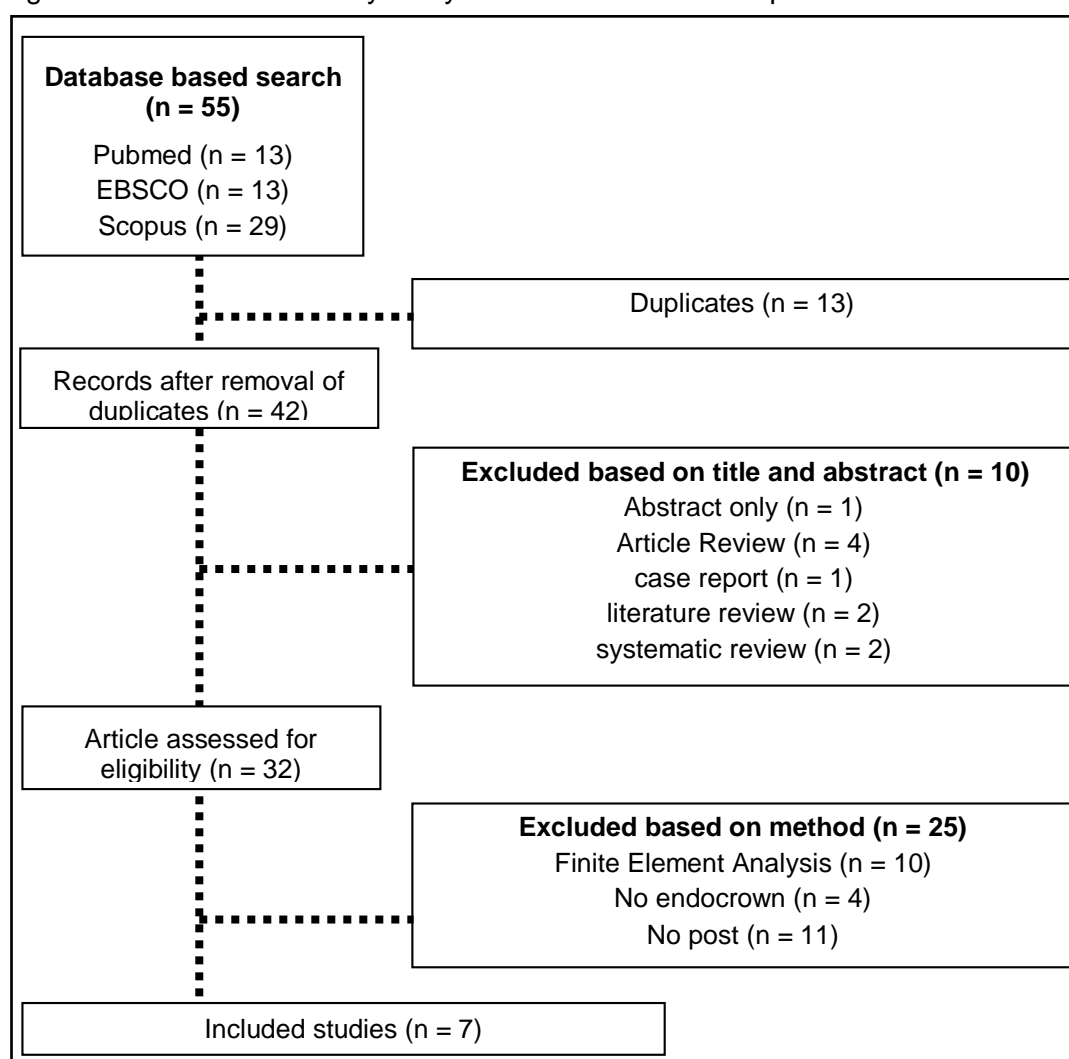 Database based search
(n = 55)
Pubmed (n = 13)
EBSCO (n = 13)
Scopus (n = 29)
Duplicates (n = 13)
Records after removal of
duplicates (n = 42)
Excluded based on title and abstract (n = 10)
Abstract only (n = 1)
Article Review (n = 4)
case report (n = 1)
literature review (n = 2)
systematic review (n = 2)
Article assessed for
eligibility (n = 32)
Excluded based on method (n = 25)
Finite Element Analysis (n = 10)
No endocrown (n = 4)
No post (n = 11)
Included studies (n = 7)